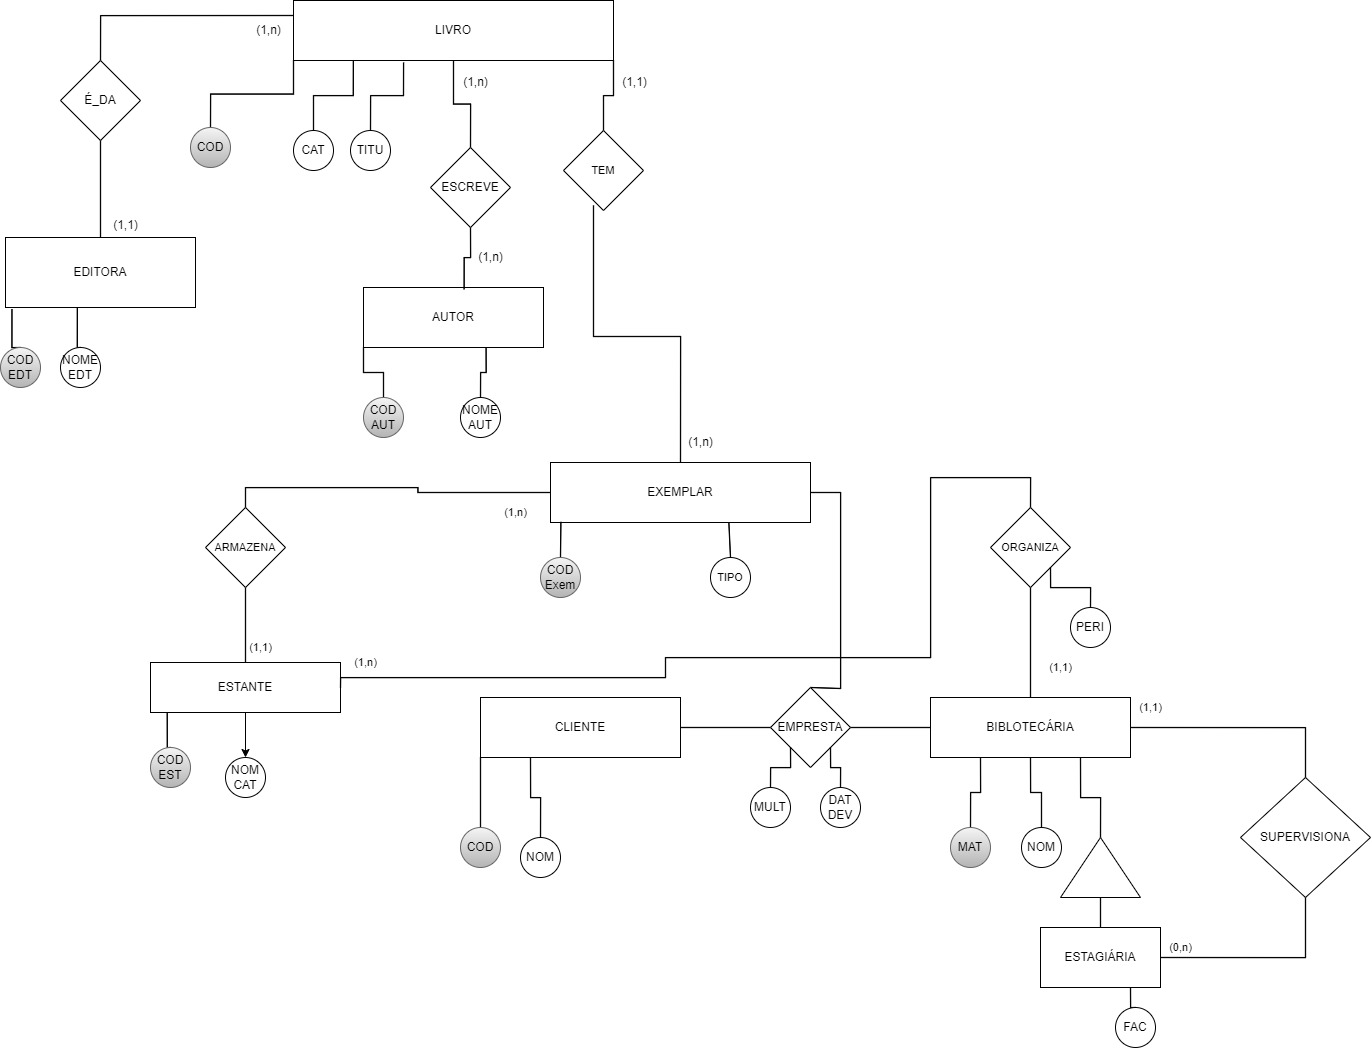 LIVRO
(1,n)
É_DA
COD
CAT
TITU
(1,n)
(1,1)
ESCREVE
TEM
(1,1)
EDITORA
(1,n)
AUTOR
COD
EDT
NOME
EDT
COD
AUT
NOME
AUT
(1,n)
EXEMPLAR
(1,n)
ARMAZENA
COD
Exem
TIPO
ORGANIZA
PERI
(1,1)
(1,n)
(1,1)
ESTANTE
COD
EST
NOM
CAT
CLIENTE
EMPRESTA
BIBLOTECÁRIA
(1,1)
COD
NOM
MULT
DAT
DEV
MAT
NOM
SUPERVISIONA
ESTAGIÁRIA
(0,n)
FAC